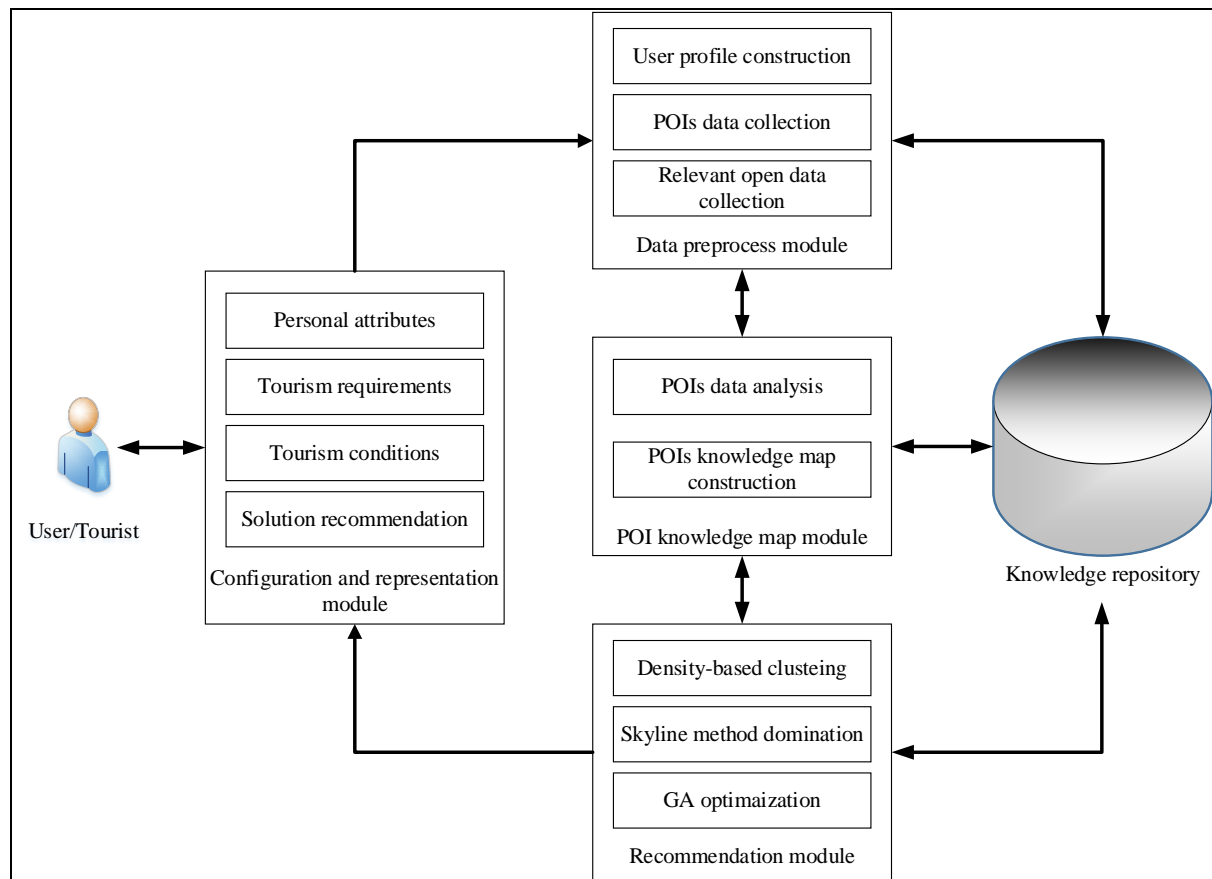 User/Tourist
Personal attributes
Tourism requirements
Tourism conditions
Solution recommendation
Configuration and representation
module
User profile construction
POIs data collection
Relevant open data
collection
Data preprocess module
POIs data analysis
POIs knowledge map
construction
POI knowledge map module
Density-based clusteing
Skyline method domination
GA optimaization
Recommendation module
Knowledge repository